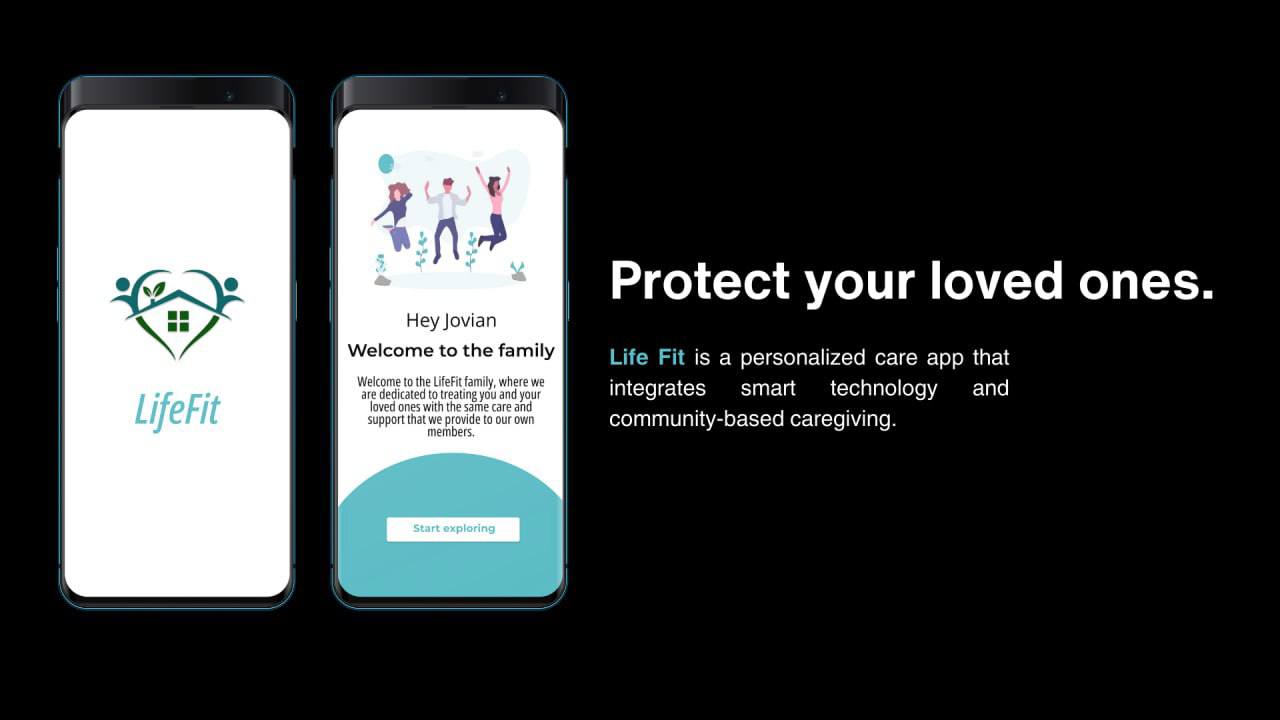 LifeFit
Hey Jovian
Welcome to the family
Welcome to the LifeFit family, where we
are dedicated to treating you and your
loved ones with the same care and
support that we provide to our own
members.
Start exploring
Protect your loved ones.
Life Fit is a personalized care app that
integrates smart technology and
community-based caregiving.